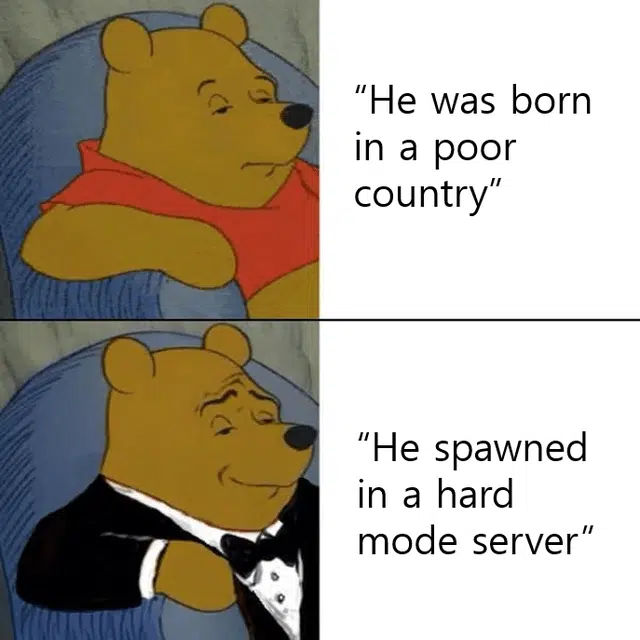 “He was born
in a poor
country”
“He spawned
in a hard
mode server”